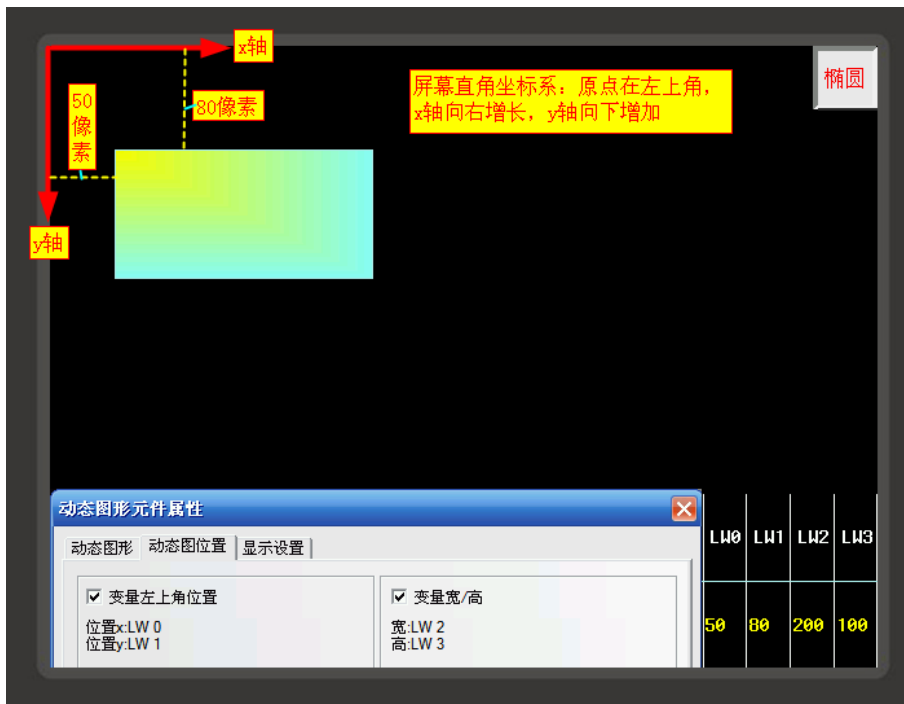 x轴
椭圆
50
像
素
80像素
屏幕直角坐标系：原点在左上角，
x轴向右增长，y轴向下增加
y轴
动态图形元件属性
动态图形 动态图位置 显示设置
变量左上角位置
位置x:LW 0
位置y:LW 1
变量宽/高
宽:LW 2
高:LW 3
LW0 LW1 LW2 LW3
50 80 200 100